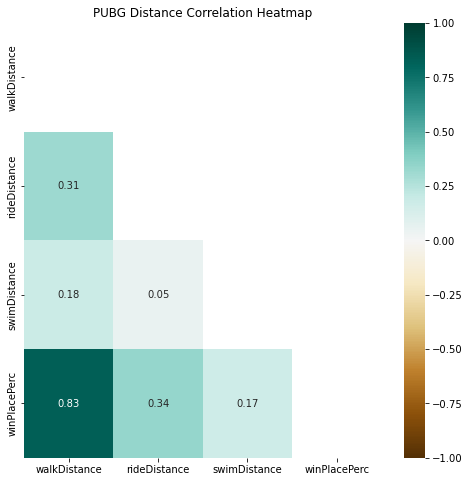 PUBG Distance Correlation Heatmap
walkDistance
rideDistance
0.31
swimDistance
0.18 0.05
winPlacePerc
0.83 0.34 0.17
walkDistance rideDistance swimDistance winPlacePerc
1.00
0.75
0.50
0.25
0.00
−0.25
−0.50
−0.75
−1.00